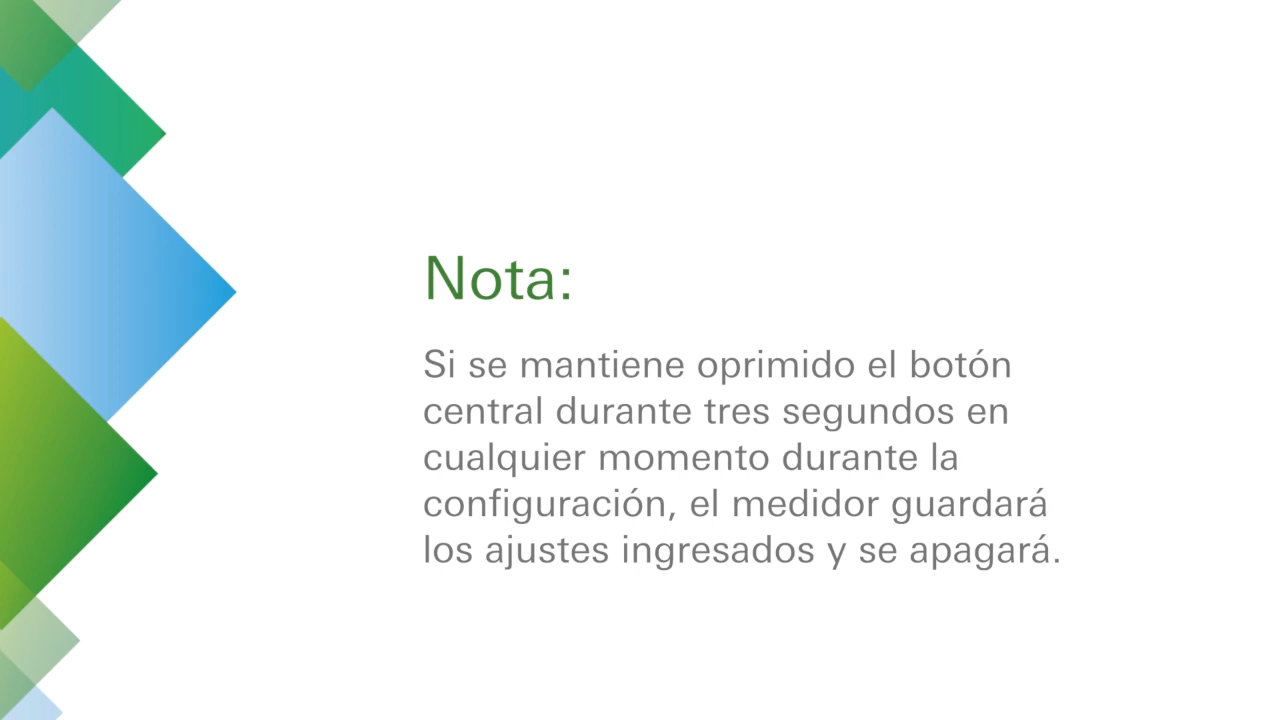 Nota:
Si se mantiene oprimido el botón
central durante tres segundos en
cualquier momento durante la
configuración, el medidor guardará
los ajustes ingresados y se apagará.